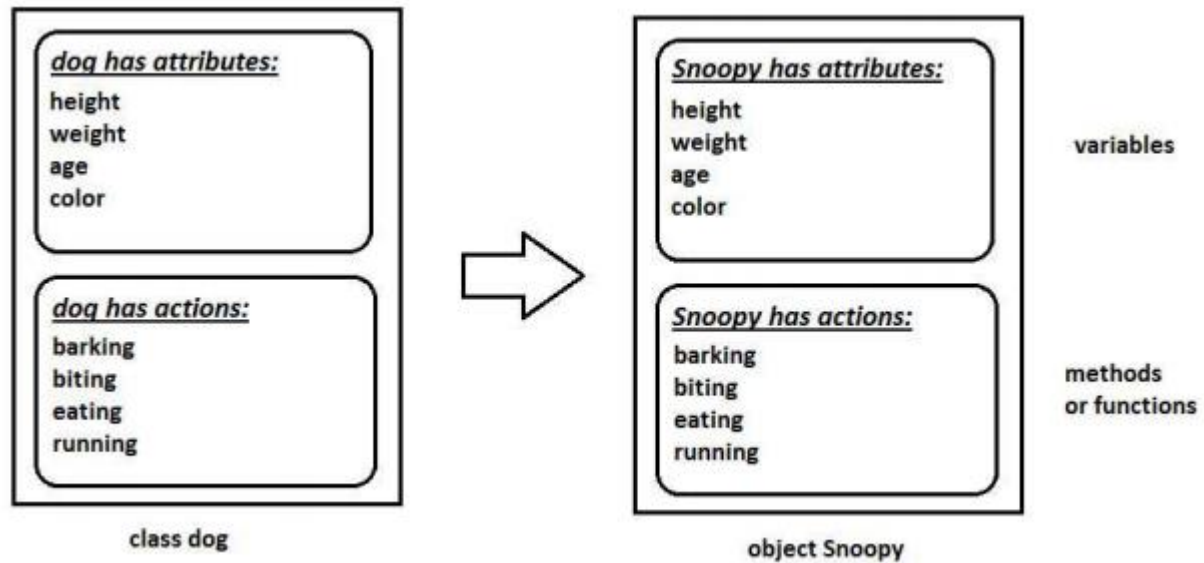 dog has attributes:
height
weight
age
color
dog has actions:
barking
biting
eating
running
class dog
Snoopy has attributes:
height
weight
age
color
variables
Snoopy has actions:
barking
biting
eating
running
methods
or functions
object Snoopy